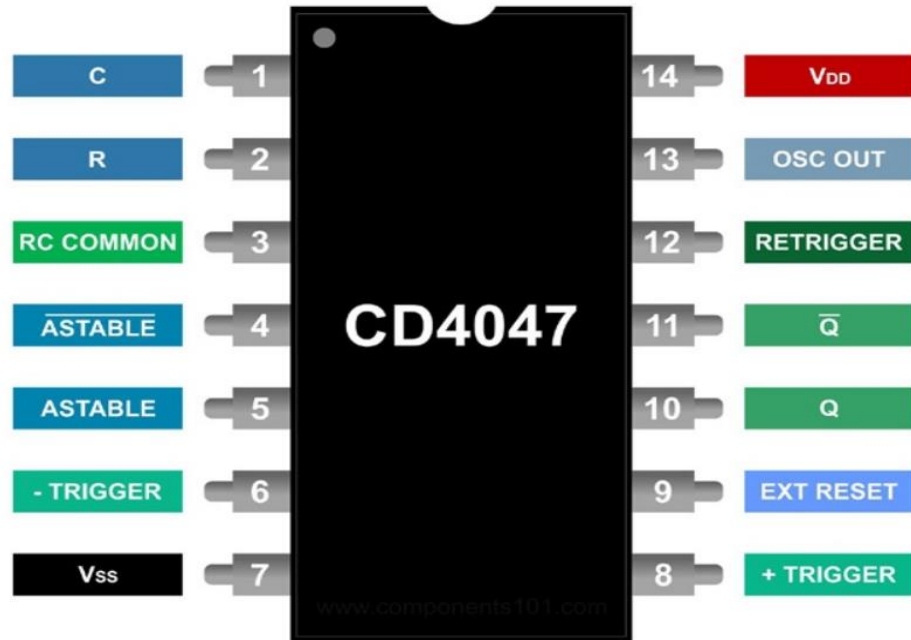 C 1 14 VDD
R 2 13 OSC OUT
RC COMMON 3 12 RETRIGGER
ASTABLE 4 CD4047 11 Q
ASTABLE 5 10 Q
- TRIGGER 6 9 EXT RESET
Vss 7 8 + TRIGGER
www.components101.com